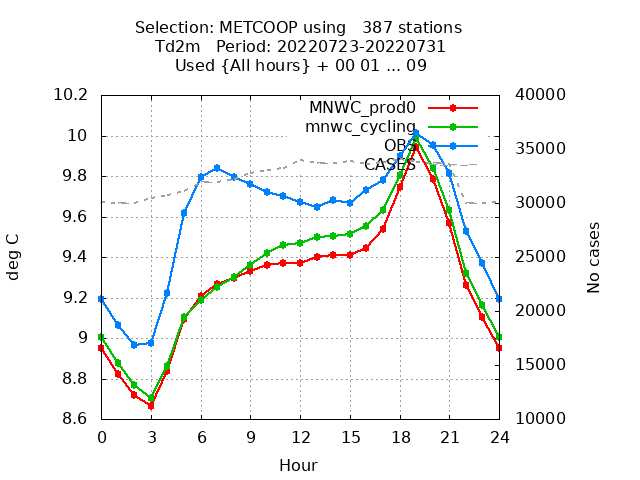 Selection: METCOOP using   387 stations
Td2m   Period: 20220723-20220731
Used {All hours} + 00 01 ... 09
10.2
10
9.8
9.6
9.4
9.2
9
8.8
8.6
deg C
MNWC_prod0
mnwc_cycling
OBS
CASES
40000
35000
30000
25000
20000
15000
10000
No cases
0 3 6 9 12 15 18 21 24
Hour